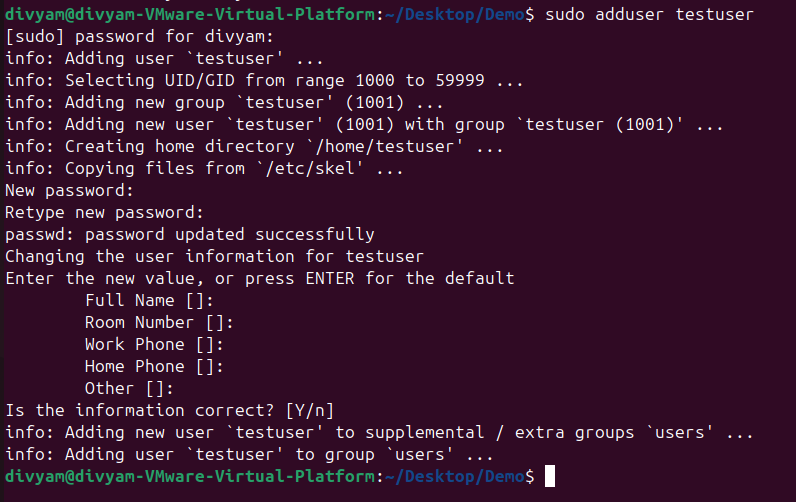 divyam@divyam-VMware-Virtual-Platform:~/Desktop/Demo$ sudo adduser testuser
[sudo] password for divyam:
info: Adding user `testuser' ...
info: Selecting UID/GID from range 1000 to 59999 ...
info: Adding new group `testuser' (1001) ...
info: Adding new user `testuser' (1001) with group `testuser (1001)' ...
info: Creating home directory `/home/testuser' ...
info: Copying files from `/etc/skel' ...
New password:
Retype new password:
passwd: password updated successfully
Changing the user information for testuser
Enter the new value, or press ENTER for the default
        Full Name []:
        Room Number []:
        Work Phone []:
        Home Phone []:
        Other []:
Is the information correct? [Y/n]
info: Adding new user `testuser' to supplemental / extra groups `users' ...
info: Adding user `testuser' to group `users' ...
divyam@divyam-VMware-Virtual-Platform:~/Desktop/Demo$